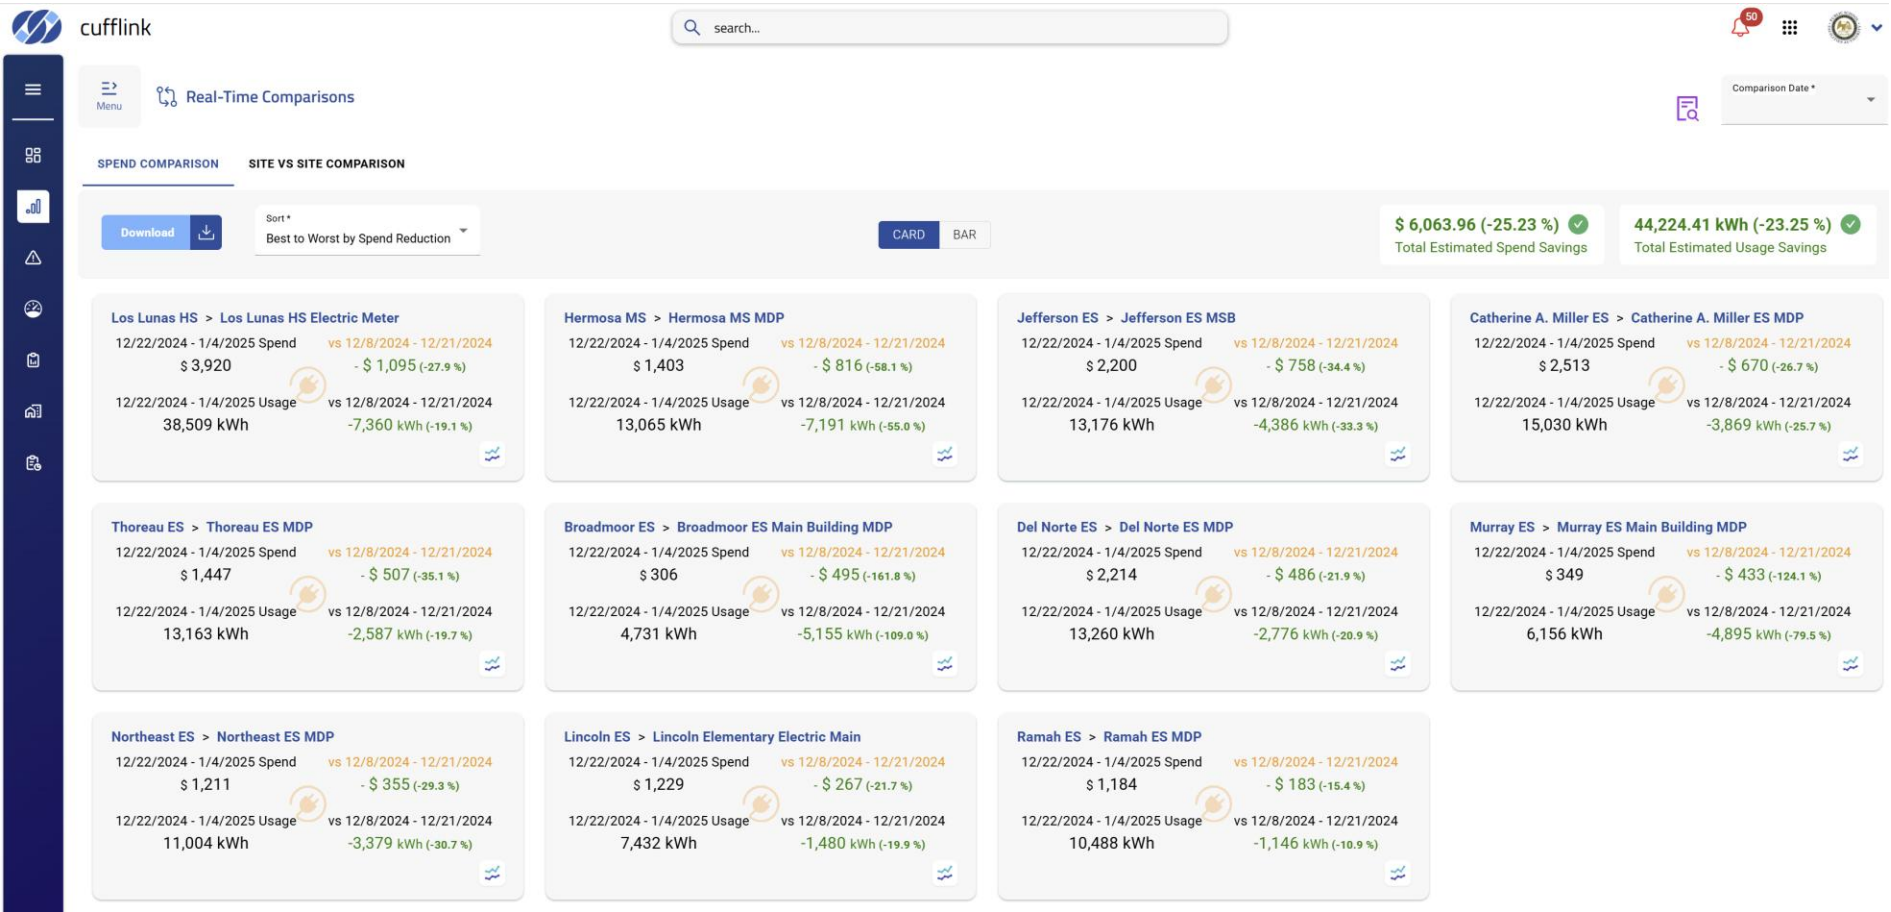 cufflink
search...
50
Menu
Real-Time Comparisons
Comparison Date *
SPEND COMPARISON
SITE VS SITE COMPARISON
Download
Sort *
Best to Worst by Spend Reduction
CARD
BAR
$ 6,063.96 (-25.23 %)
Total Estimated Spend Savings
44,224.41 kWh (-23.25 %)
Total Estimated Usage Savings
Los Lunas HS > Los Lunas HS Electric Meter
12/22/2024 - 1/4/2025 Spend vs 12/8/2024 - 12/21/2024
$ 3,920 - $ 1,095 (-27.9 %)
12/22/2024 - 1/4/2025 Usage vs 12/8/2024 - 12/21/2024
38,509 kWh -7,360 kWh (-19.1 %)
Hermosa MS > Hermosa MS MDP
12/22/2024 - 1/4/2025 Spend vs 12/8/2024 - 12/21/2024
$ 1,403 - $ 816 (-58.1 %)
12/22/2024 - 1/4/2025 Usage vs 12/8/2024 - 12/21/2024
13,065 kWh -7,191 kWh (-55.0 %)
Jefferson ES > Jefferson ES MSB
12/22/2024 - 1/4/2025 Spend vs 12/8/2024 - 12/21/2024
$ 2,200 - $ 758 (-34.4 %)
12/22/2024 - 1/4/2025 Usage vs 12/8/2024 - 12/21/2024
13,176 kWh -4,386 kWh (-33.3 %)
Catherine A. Miller ES > Catherine A. Miller ES MDP
12/22/2024 - 1/4/2025 Spend vs 12/8/2024 - 12/21/2024
$ 2,513 - $ 670 (-26.7 %)
12/22/2024 - 1/4/2025 Usage vs 12/8/2024 - 12/21/2024
15,030 kWh -3,869 kWh (-25.7 %)
Thoreau ES > Thoreau ES MDP
12/22/2024 - 1/4/2025 Spend vs 12/8/2024 - 12/21/2024
$ 1,447 - $ 507 (-35.1 %)
12/22/2024 - 1/4/2025 Usage vs 12/8/2024 - 12/21/2024
13,163 kWh -2,587 kWh (-19.7 %)
Broadmoor ES > Broadmoor ES Main Building MDP
12/22/2024 - 1/4/2025 Spend vs 12/8/2024 - 12/21/2024
$ 306 - $ 495 (-161.8 %)
12/22/2024 - 1/4/2025 Usage vs 12/8/2024 - 12/21/2024
4,731 kWh -5,155 kWh (-109.0 %)
Del Norte ES > Del Norte ES MDP
12/22/2024 - 1/4/2025 Spend vs 12/8/2024 - 12/21/2024
$ 2,214 - $ 486 (-21.9 %)
12/22/2024 - 1/4/2025 Usage vs 12/8/2024 - 12/21/2024
13,260 kWh -2,776 kWh (-20.9 %)
Murray ES > Murray ES Main Building MDP
12/22/2024 - 1/4/2025 Spend vs 12/8/2024 - 12/21/2024
$ 349 - $ 433 (-124.1 %)
12/22/2024 - 1/4/2025 Usage vs 12/8/2024 - 12/21/2024
6,156 kWh -4,895 kWh (-79.5 %)
Northeast ES > Northeast ES MDP
12/22/2024 - 1/4/2025 Spend vs 12/8/2024 - 12/21/2024
$ 1,211 - $ 355 (-29.3 %)
12/22/2024 - 1/4/2025 Usage vs 12/8/2024 - 12/21/2024
11,004 kWh -3,379 kWh (-30.7 %)
Lincoln ES > Lincoln Elementary Electric Main
12/22/2024 - 1/4/2025 Spend vs 12/8/2024 - 12/21/2024
$ 1,229 - $ 267 (-21.7 %)
12/22/2024 - 1/4/2025 Usage vs 12/8/2024 - 12/21/2024
7,432 kWh -1,480 kWh (-19.9 %)
Ramah ES > Ramah ES MDP
12/22/2024 - 1/4/2025 Spend vs 12/8/2024 - 12/21/2024
$ 1,184 - $ 183 (-15.4 %)
12/22/2024 - 1/4/2025 Usage vs 12/8/2024 - 12/21/2024
10,488 kWh -1,146 kWh (-10.9 %)